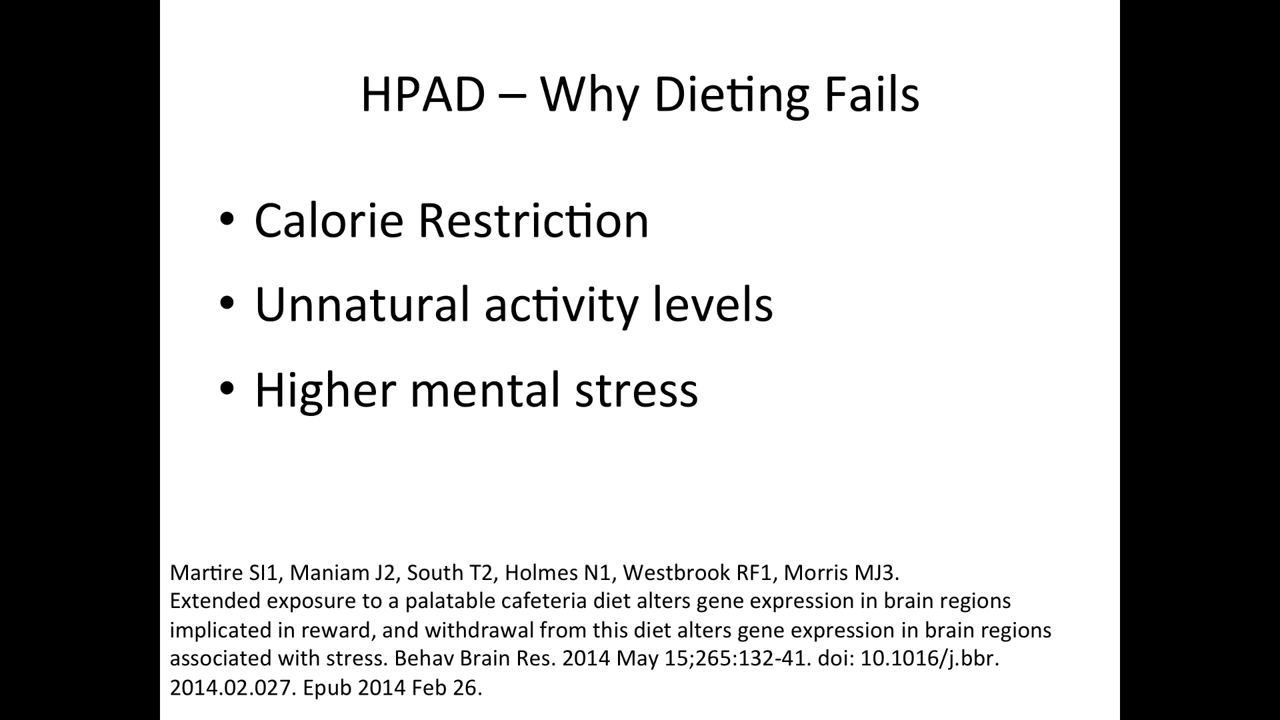 HPAD – Why Dieting Fails
• Calorie Restriction
• Unnatural activity levels
• Higher mental stress
Martire SI1, Maniam J2, South T2, Holmes N1, Westbrook RF1, Morris MJ3.
Extended exposure to a palatable cafeteria diet alters gene expression in brain regions
implicated in reward, and withdrawal from this diet alters gene expression in brain regions
associated with stress. Behav Brain Res. 2014 May 15;265:132-41. doi: 10.1016/j.bbr.
2014.02.027. Epub 2014 Feb 26.